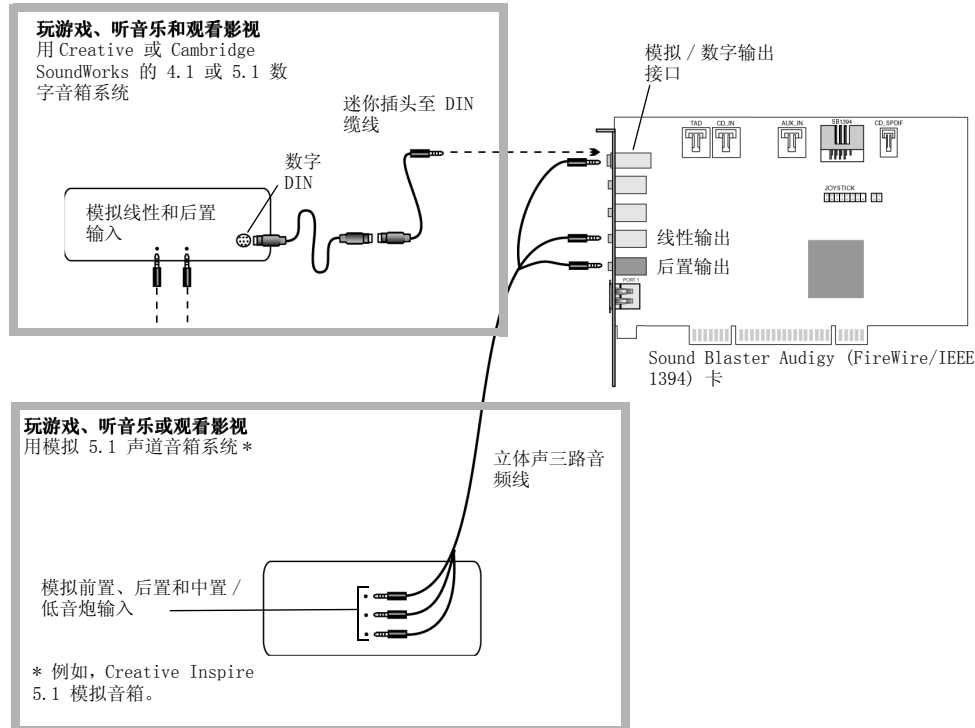 玩游戏、听音乐和观看影视
用 Creative 或 Cambridge
SoundWorks 的 4.1 或 5.1 数
字音箱系统
迷你插头至 DIN
缆线
数字
DIN
模拟线性和后置
输入
模拟 / 数字输出
接口
TAD
CD_IN
AUX_IN
SB1394
CD_SPDIF
JOYSTICK
线性输出
后置输出
PORT 1
Sound Blaster Audigy (FireWire/IEEE
1394) 卡
玩游戏、听音乐或观看影视
用模拟 5.1 声道音箱系统*
立体声三路音
频线
模拟前置、后置和中置 /
低音炮输入
* 例如，Creative Inspire
5.1 模拟音箱。